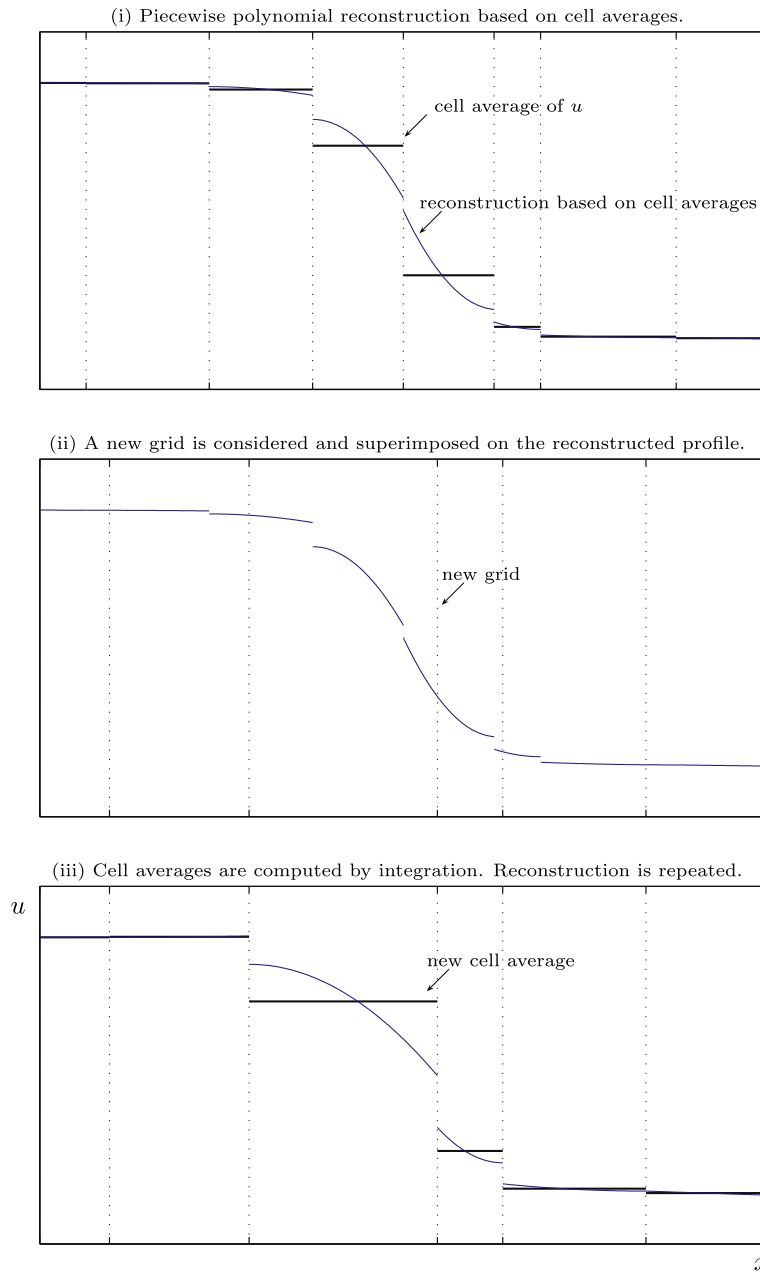 (i) Piecewise polynomial reconstruction based on cell averages.
cell average of u
reconstruction based on cell averages
(ii) A new grid is considered and superimposed on the reconstructed profile.
new grid
(iii) Cell averages are computed by integration. Reconstruction is repeated.
u
new cell average